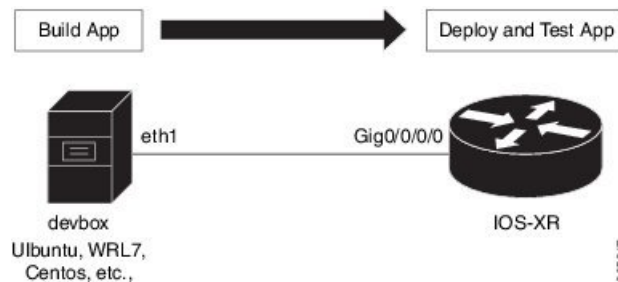 Build App
Deploy and Test App
eth1
Gig0/0/0/0
devbox
IOS-XR
Ulbuntu, WRL7,
Centos, etc.,